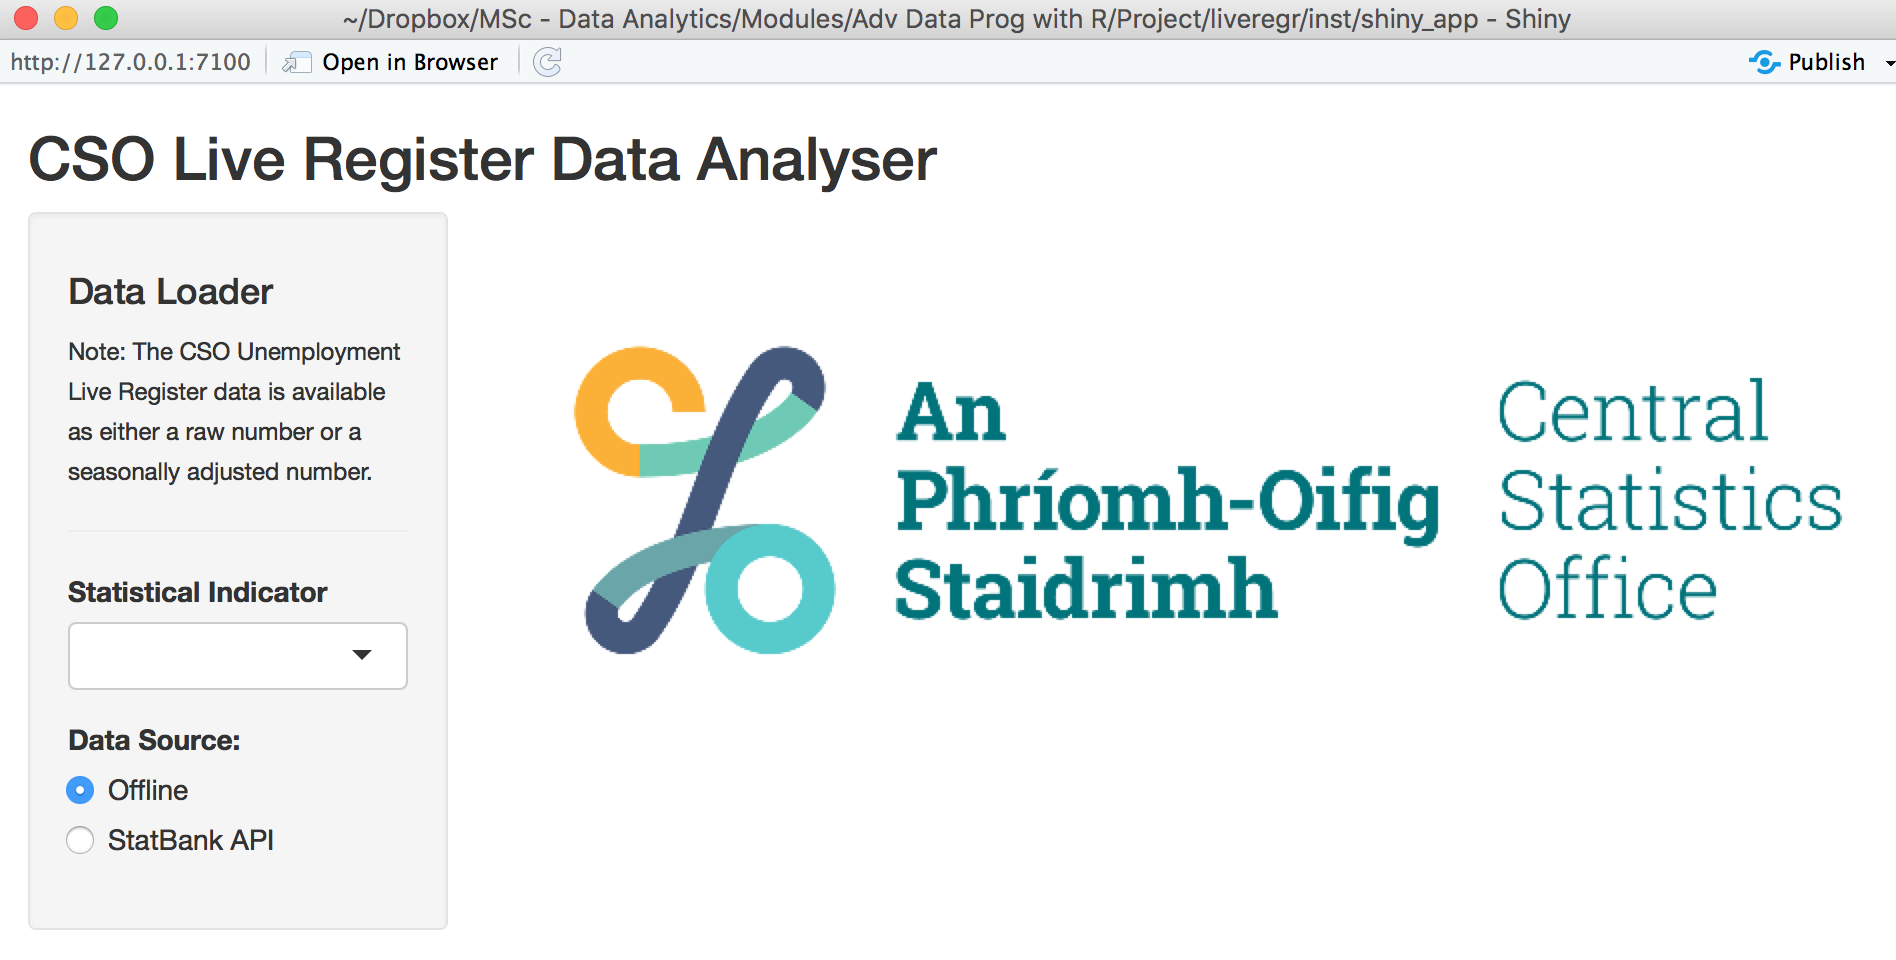 ~/Dropbox/MSc - Data Analytics/Modules/Adv Data Prog with R/Project/liveregr/inst/shiny_app - Shiny
http://127.0.0.1:7100 Open in Browser Publish
CSO Live Register Data Analyser
Data Loader
Note: The CSO Unemployment
Live Register data is available
as either a raw number or a
seasonally adjusted number.
Statistical Indicator
Data Source:
Offline
StatBank API
An
Phríomh-Oifig
Staidrimh
Central
Statistics
Office